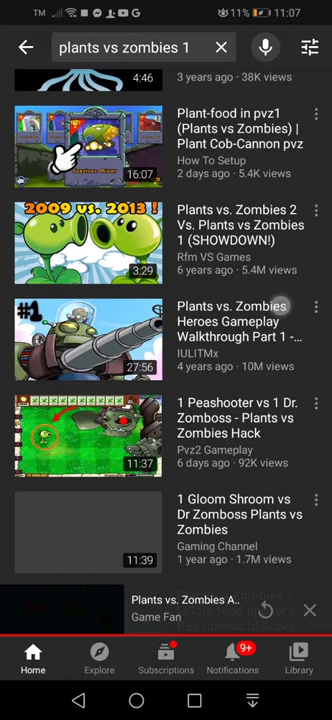 TM
11%
11:07
plants vs zombies 1
4:46
3 years ago · 38K views
SURVIVAL: NIGHT
16:07
Plant-food in pvz1
(Plants vs Zombies) |
Plant Cob-Cannon pvz
How To Setup
2 days ago · 5.4K views
2009 vs. 2013 !
3:29
Plants vs. Zombies 2
Vs. Plants vs Zombies
1 (SHOWDOWN!)
Rfm VS Games
6 years ago · 5.4M views
#1
27:56
Plants vs. Zombies
Heroes Gameplay
Walkthrough Part 1 -...
IULITMx
4 years ago · 10M views
11:37
1 Peashooter vs 1 Dr.
Zomboss - Plants vs
Zombies Hack
Pvz2 Gameplay
6 days ago · 92K views
11:39
1 Gloom Shroom vs
Dr Zomboss Plants vs
Zombies
Gaming Channel
1 year ago · 1.7M views
Plants vs. Zombies A..
Game Fan
Home
Explore
Subscriptions
9+
Notifications
Library